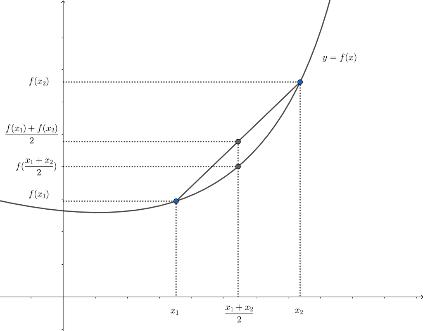 y = f(x)
f(x₂)
f(x₁) + f(x₂)
2
f(x₁ + x₂
2)
f(x₁)
x₁
x₁ + x₂
2
x₂